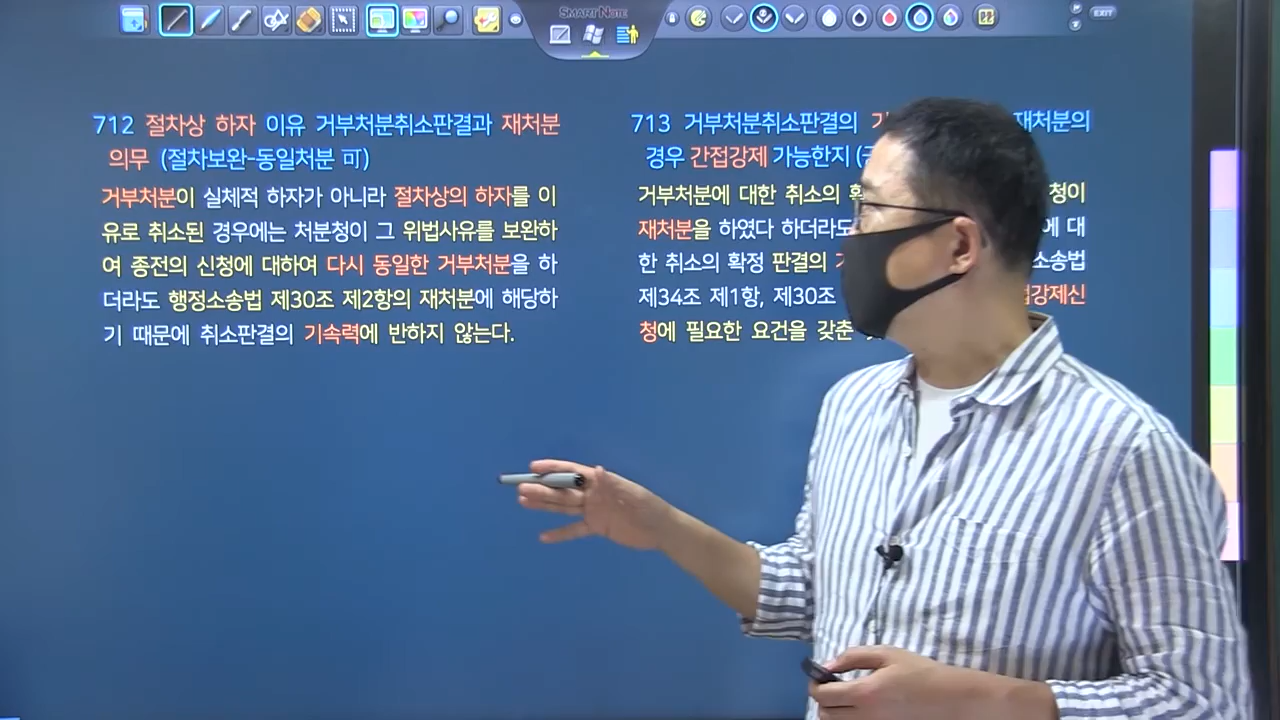 SMARTNOTE
EXIT
712 절차상 하자 이유 거부처분취소판결과 재처분
의무 (절차보완-동일처분 可)
거부처분이 실체적 하자가 아니라 절차상의 하자를 이
유로 취소된 경우에는 처분청이 그 위법사유를 보완하
여 종전의 신청에 대하여 다시 동일한 거부처분을 하
더라도 행정소송법 제30조 제2항의 재처분에 해당하
기 때문에 취소판결의 기속력에 반하지 않는다.
713 거부처분취소판결의 재처분의
경우 간접강제 가능한지
거부처분에 대한 취소의 청이
재처분을 하였다 하더라도 에 대
한 취소의 확정 판결의 소송법
제34조 제1항, 제30조 강제신
청에 필요한 요건을 갖춘